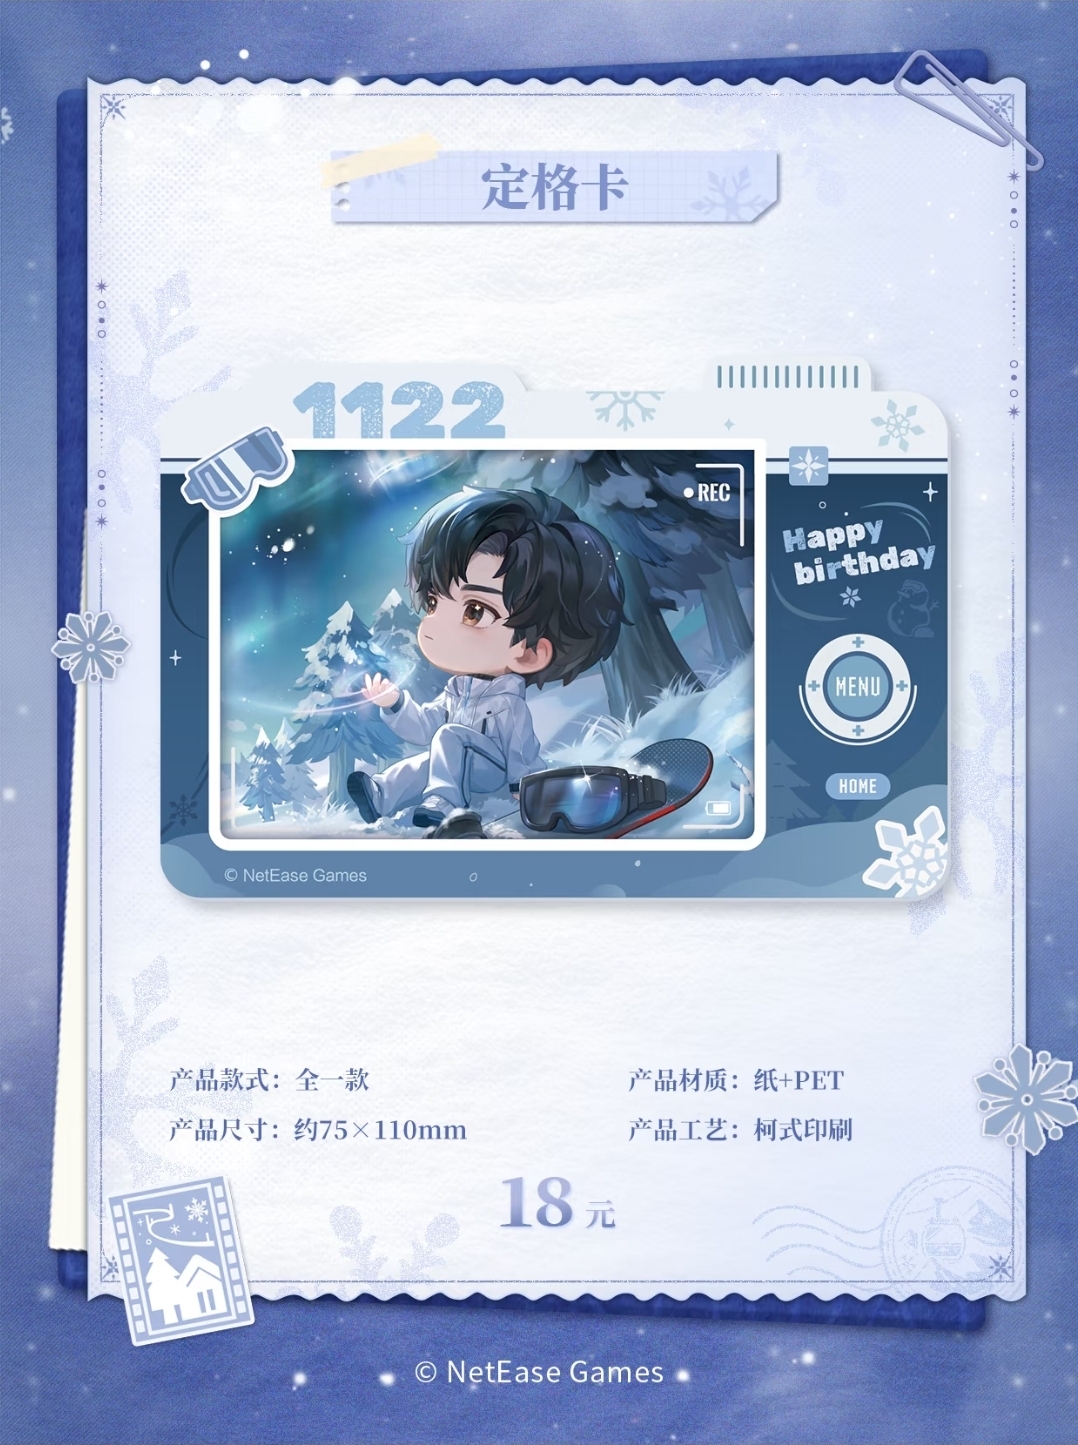 定格卡
1122
REC
Happy
birthday
MENU
HOME
© NetEase Games
产品款式：全一款
产品材质：纸+PET
产品尺寸：约75×110mm
产品工艺：柯式印刷
18元
© NetEase Games